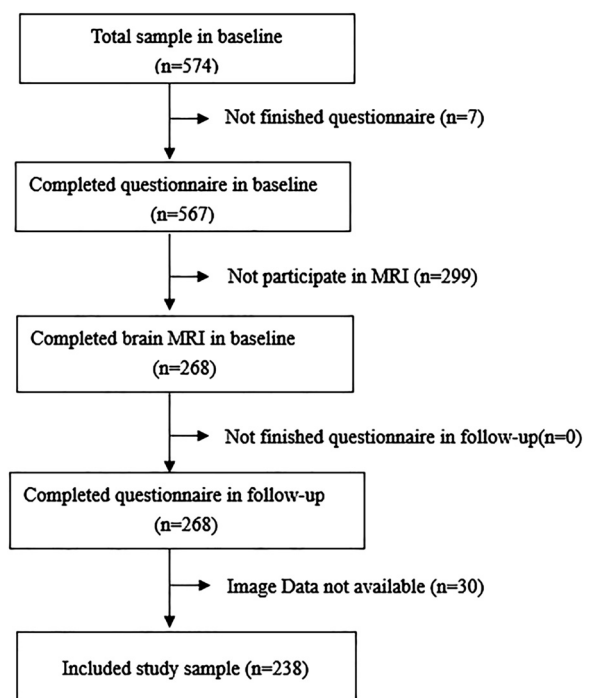 Total sample in baseline
(n=574)
Not finished questionnaire (n=7)
Completed questionnaire in baseline
(n=567)
Not participate in MRI (n=299)
Completed brain MRI in baseline
(n=268)
Not finished questionnaire in follow-up(n=0)
Completed questionnaire in follow-up
(n=268)
Image Data not available (n=30)
Included study sample (n=238)